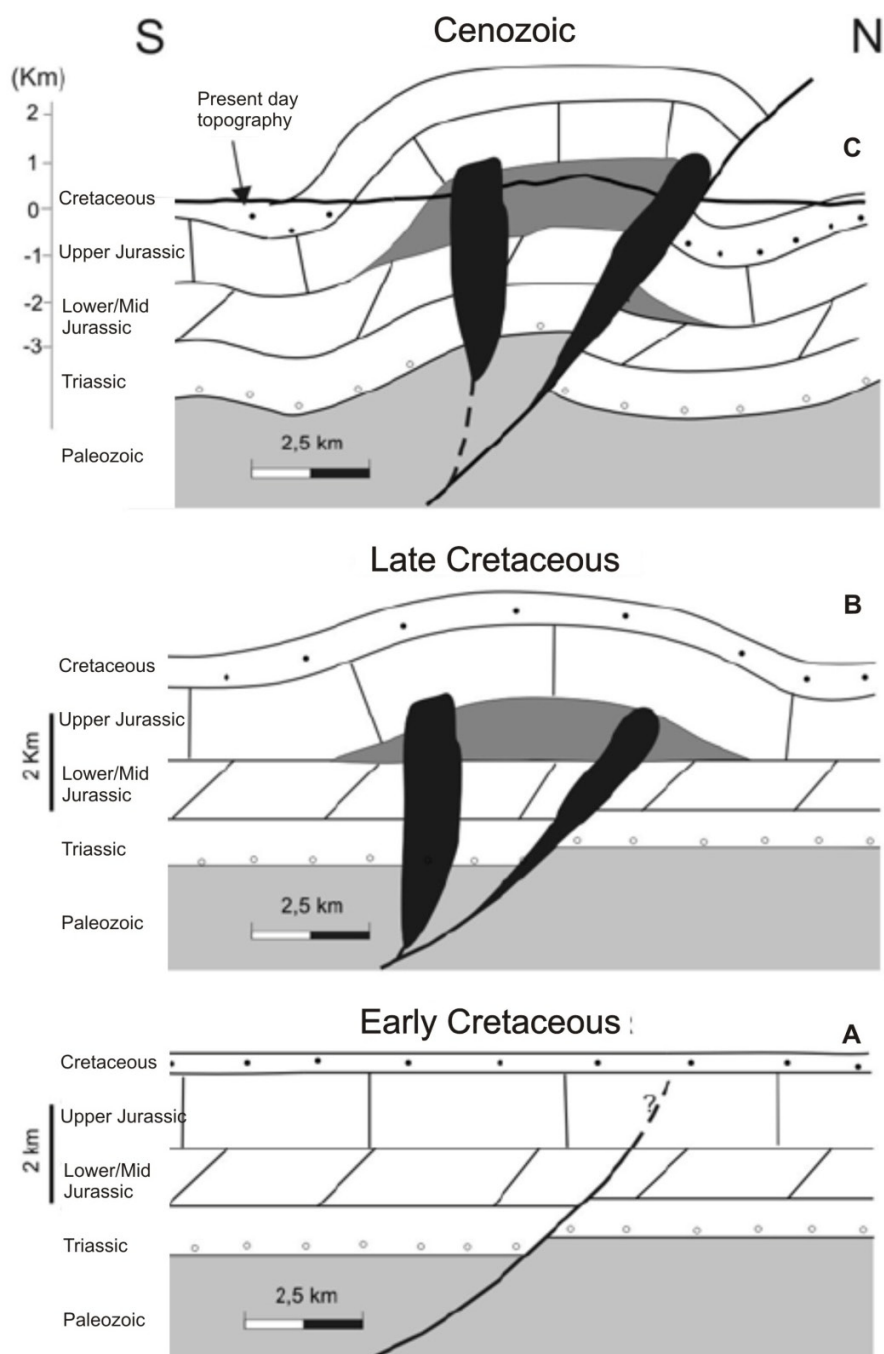 S
Cenozoic
N
(Km)
Present day
topography
2
1
C
Cretaceous
0
Upper Jurassic
-1
Lower/Mid
Jurassic
-2
-3
Triassic
Paleozoic
2,5 km
Late Cretaceous
B
Cretaceous
Upper Jurassic
2 Km
Lower/Mid
Jurassic
Triassic
2,5 km
Paleozoic
Early Cretaceous :
A
Cretaceous
?
Upper Jurassic
2 km
Lower/Mid
Jurassic
Triassic
2,5 km
Paleozoic